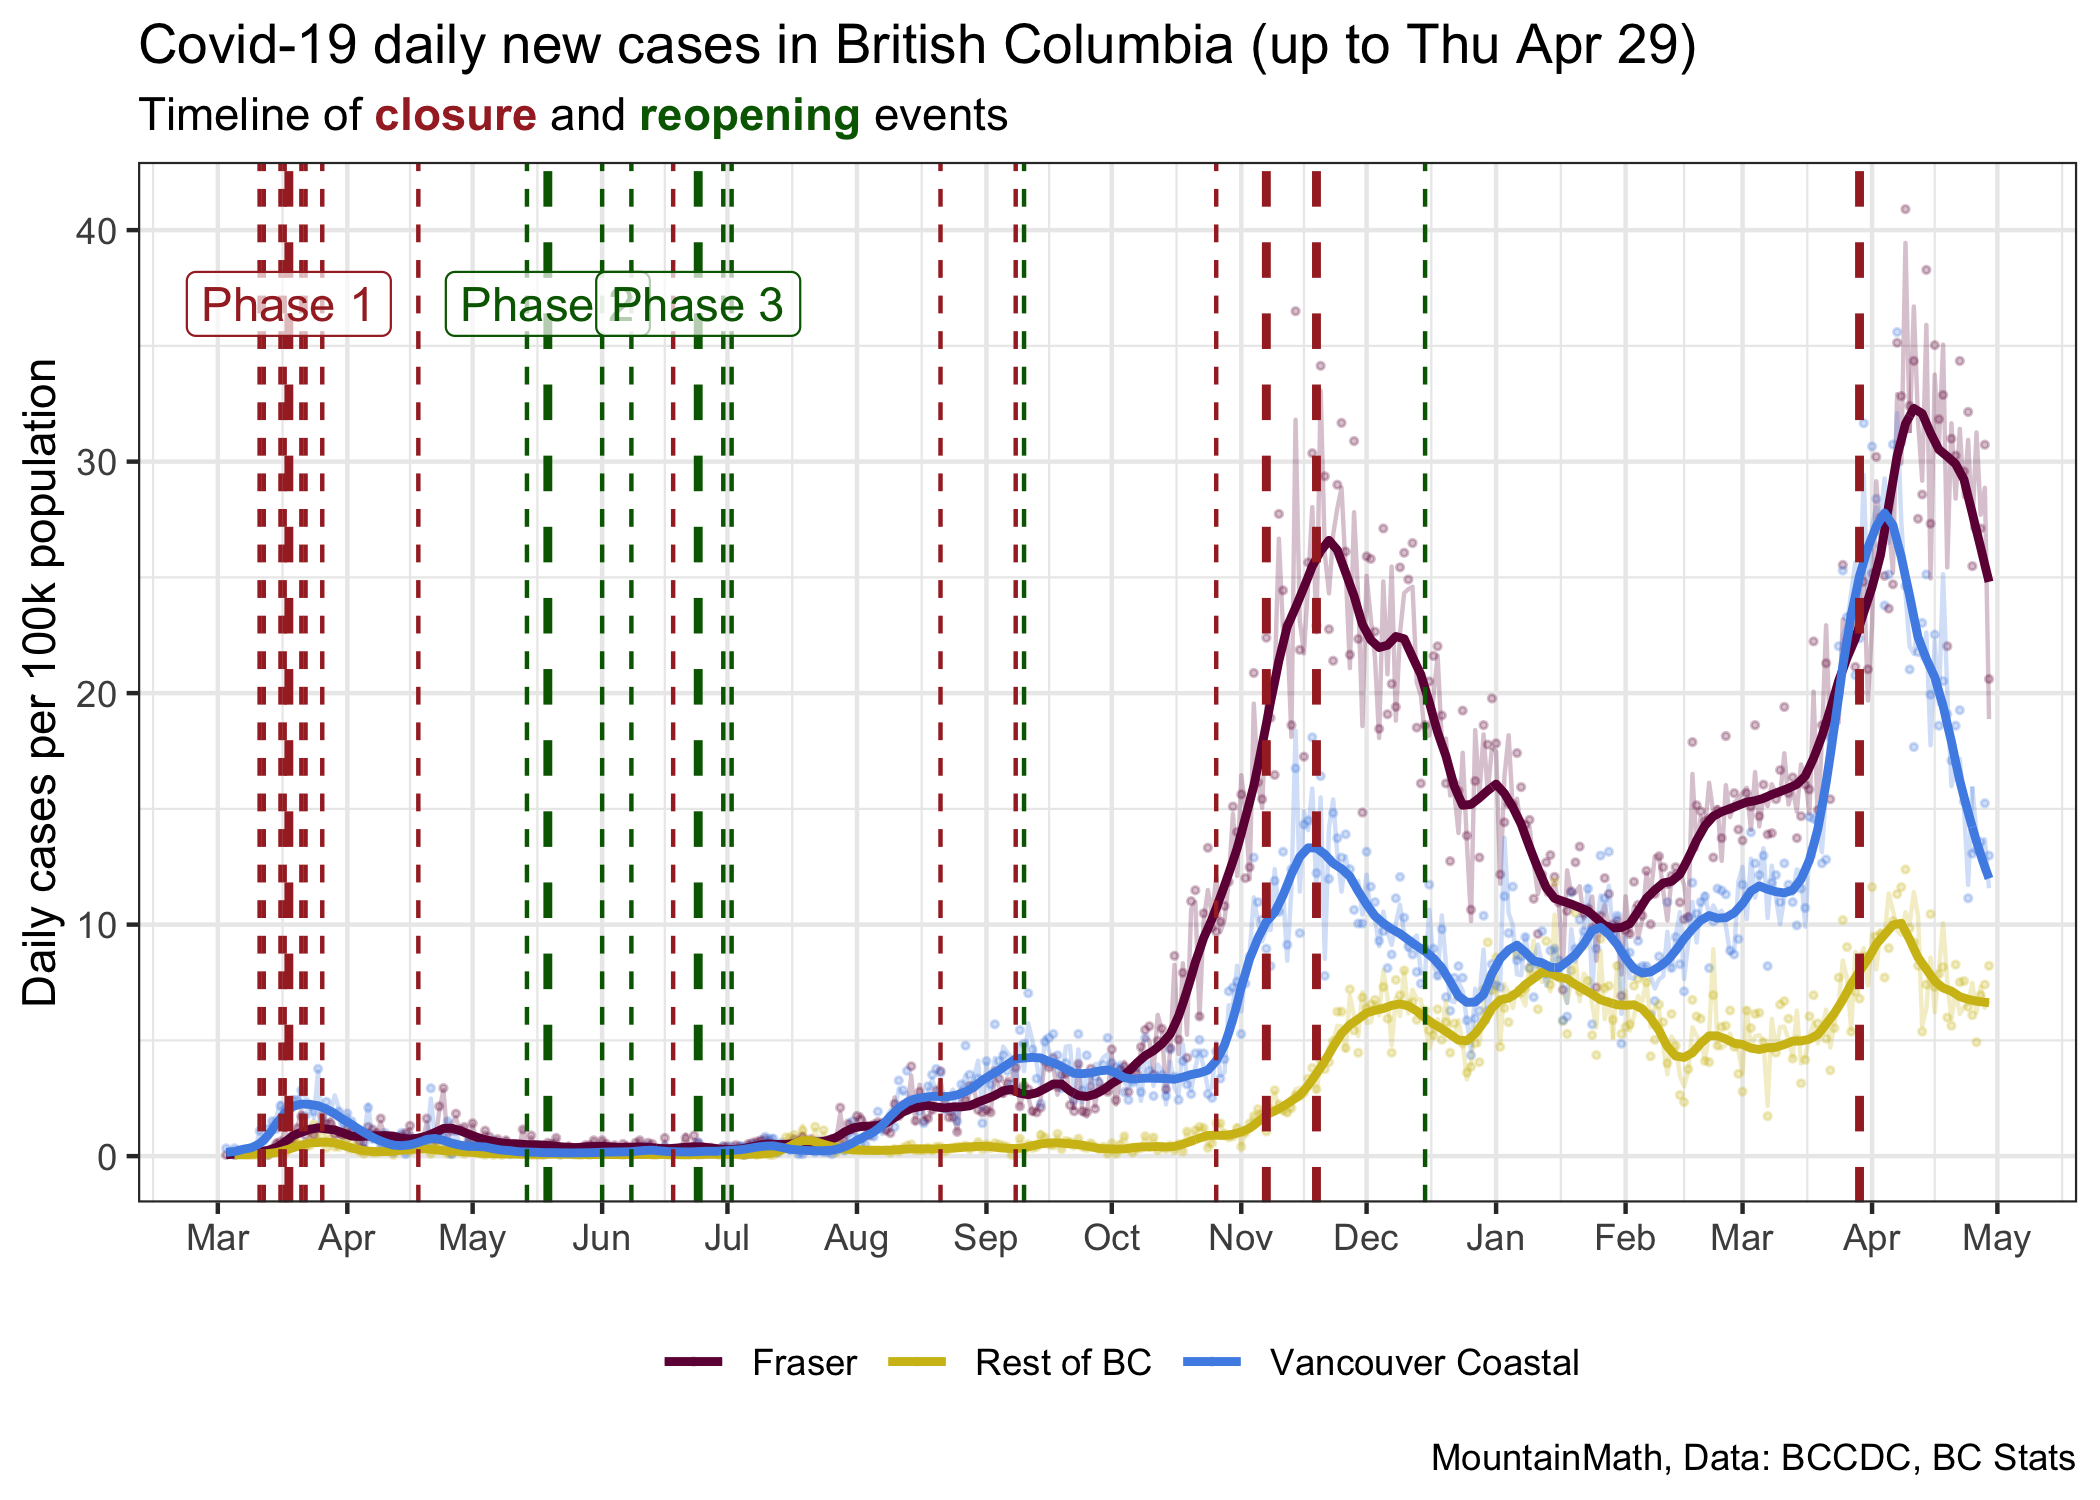 Covid-19 daily new cases in British Columbia (up to Thu Apr 29)
Timeline of closure and reopening events
Daily cases per 100k population
40
30
20
10
0
Phase 1
Phase 2
Phase 3
Mar Apr May Jun Jul Aug Sep Oct Nov Dec Jan Feb Mar Apr May
Fraser Rest of BC Vancouver Coastal
MountainMath, Data: BCCDC, BC Stats